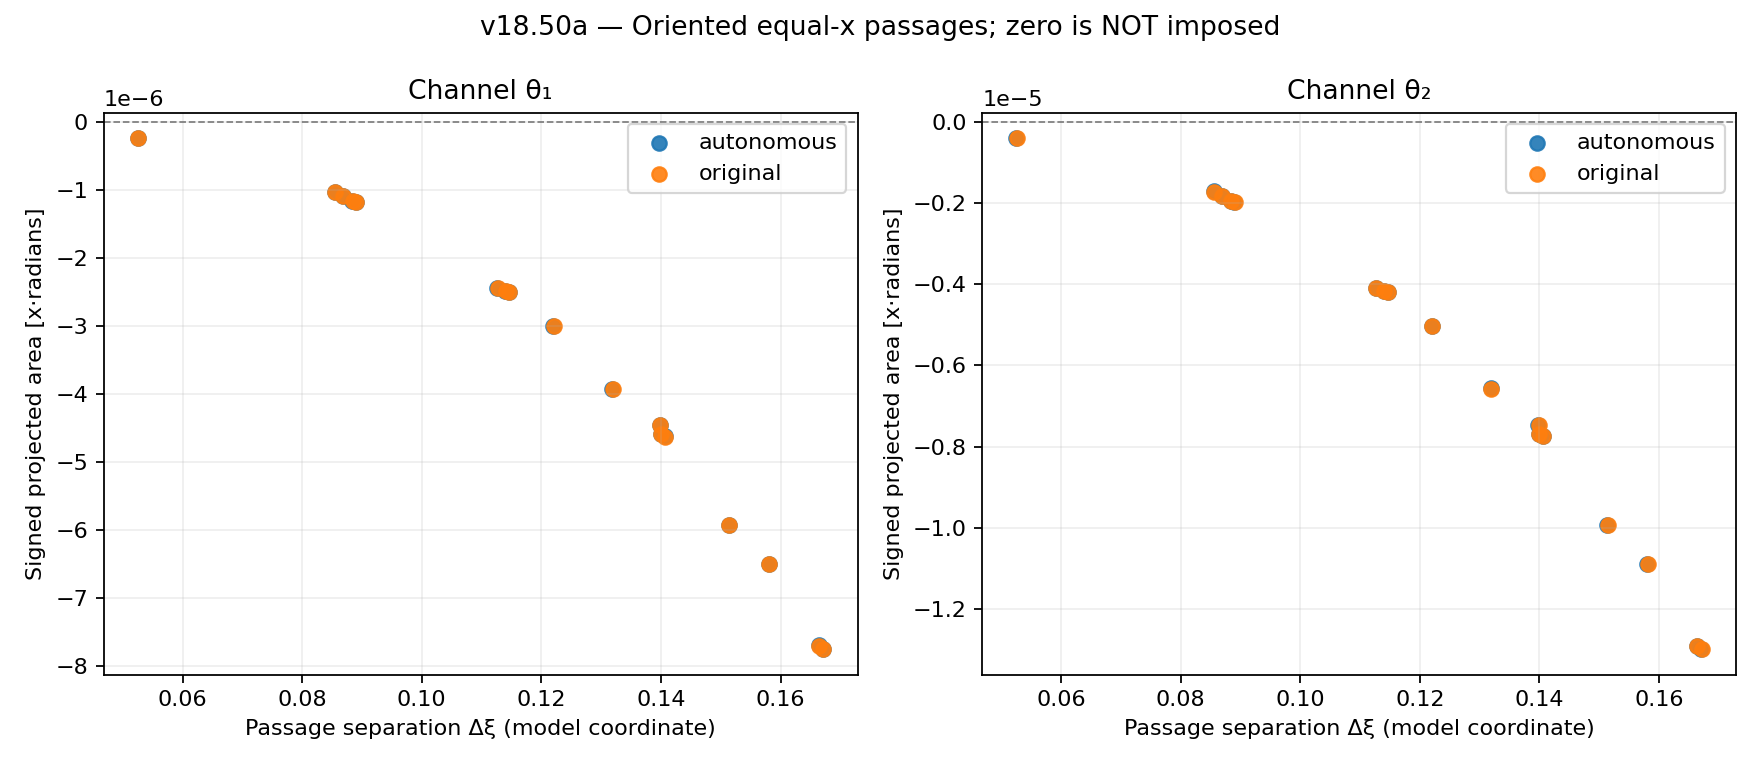 v18.50a — Oriented equal-x passages; zero is NOT imposed
Channel θ₁
1e−6
0
−1
−2
−3
−4
−5
−6
−7
−8
Signed projected area [x·radians]
autonomous
original
0.06 0.08 0.10 0.12 0.14 0.16
Passage separation Δξ (model coordinate)
Channel θ₂
1e−5
0.0
−0.2
−0.4
−0.6
−0.8
−1.0
−1.2
Signed projected area [x·radians]
autonomous
original
0.06 0.08 0.10 0.12 0.14 0.16
Passage separation Δξ (model coordinate)